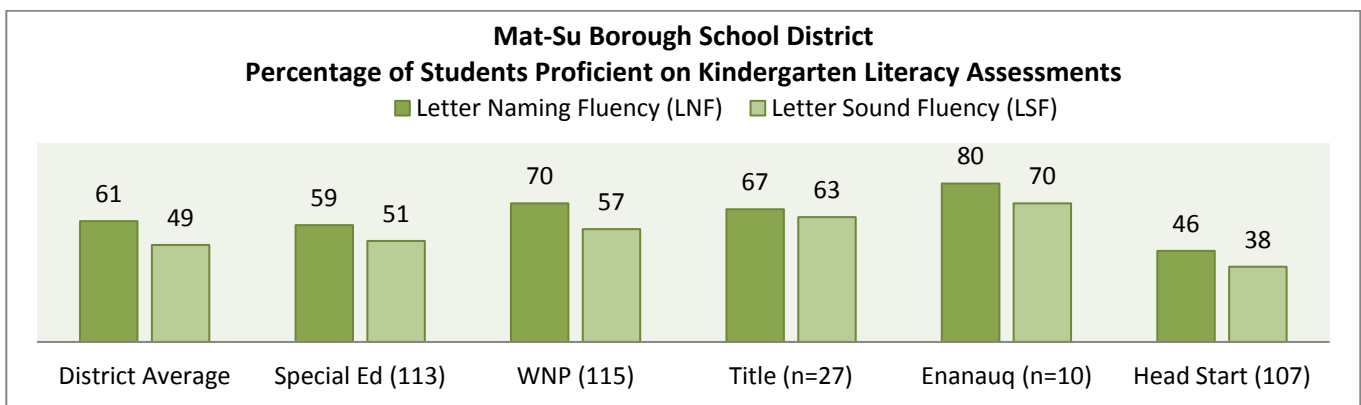 Mat-Su Borough School District
Percentage of Students Proficient on Kindergarten Literacy Assessments
Letter Naming Fluency (LNF) Letter Sound Fluency (LSF)
61 49 59 51 70 57 67 63 80 70 46 38
District Average Special Ed (113) WNP (115) Title (n=27) Enanauq (n=10) Head Start (107)